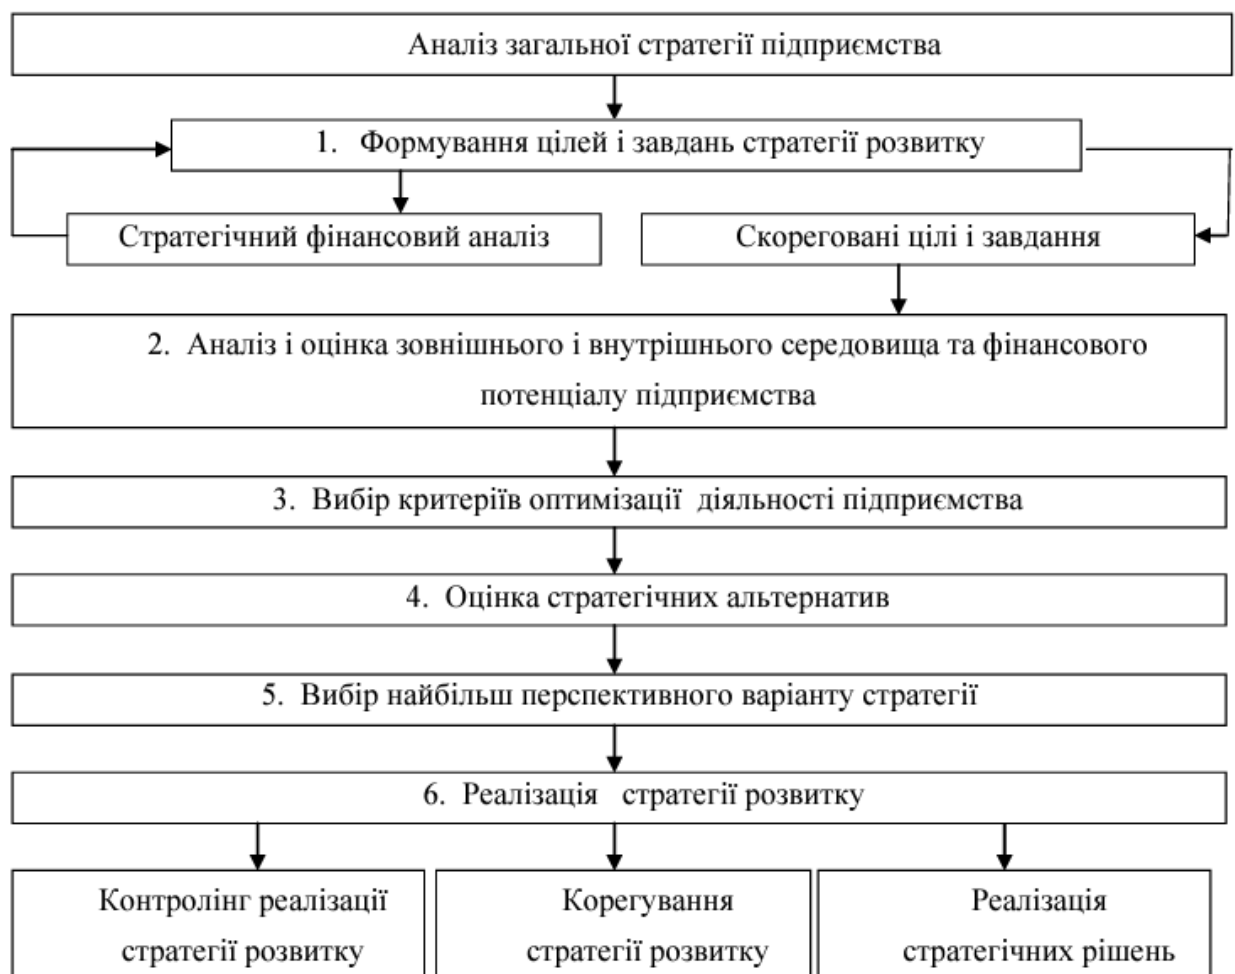 Аналіз загальної стратегії підприємства
1. Формування цілей і завдань стратегії розвитку
Стратегічний фінансовий аналіз
Скореговані цілі і завдання
2. Аналіз і оцінка зовнішнього і внутрішнього середовища та фінансового
потенціалу підприємства
3. Вибір критеріїв оптимізації діяльності підприємства
4. Оцінка стратегічних альтернатив
5. Вибір найбільш перспективного варіанту стратегії
6. Реалізація стратегії розвитку
Контролінг реалізації
стратегії розвитку
Корегування
стратегії розвитку
Реалізація
стратегічних рішень